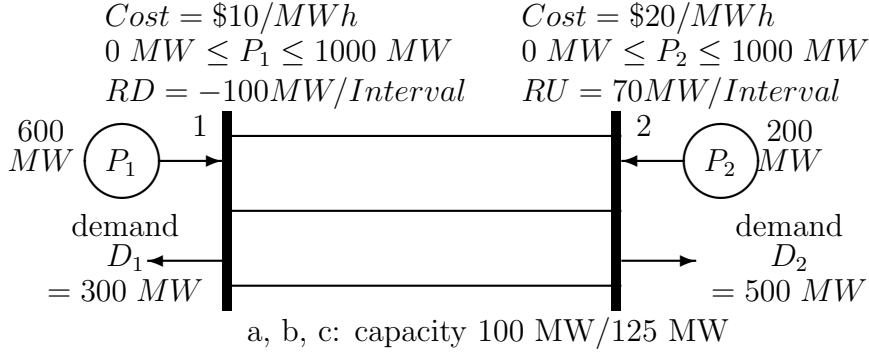 Cost = $10/MWh
0 MW ≤ P₁ ≤ 1000 MW
RD = −100MW/Interval
Cost = $20/MWh
0 MW ≤ P₂ ≤ 1000 MW
RU = 70MW/Interval
600
MW
P₁
1
2
P₂
200
MW
demand
D₁
= 300 MW
demand
D₂
= 500 MW
a, b, c: capacity 100 MW/125 MW